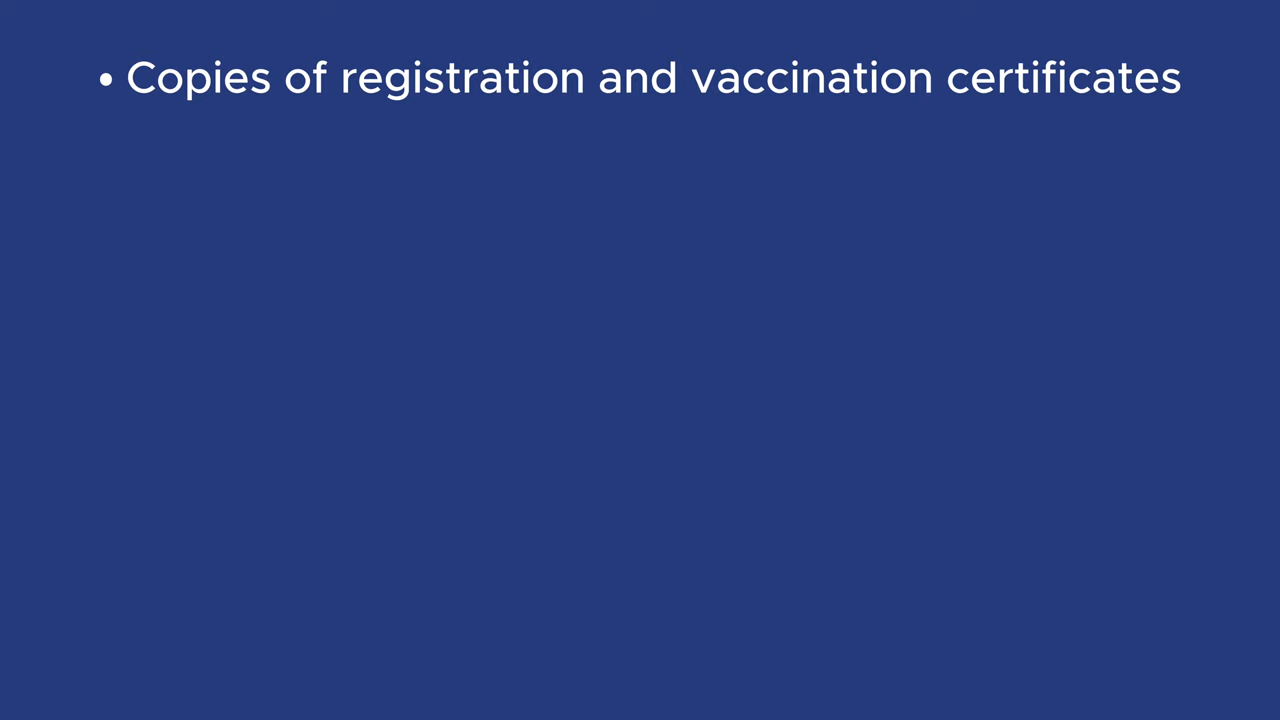 • Copies of registration and vaccination certificates